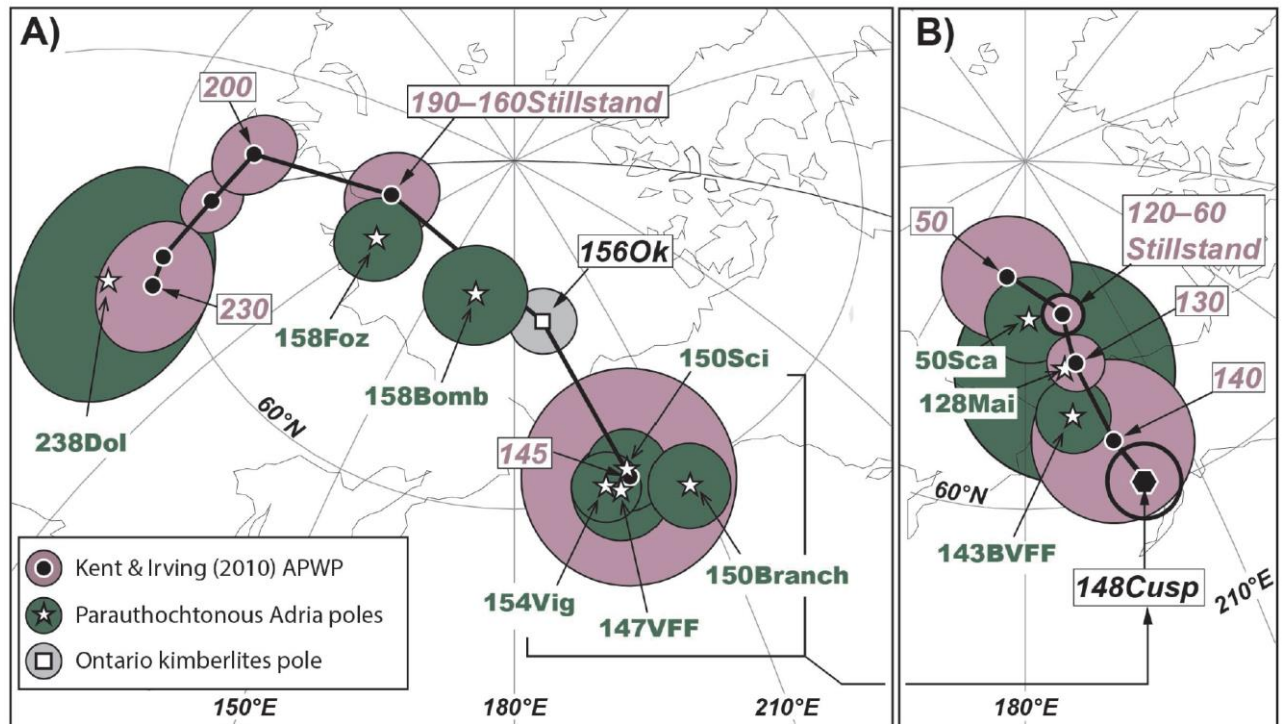 A)
200
190–160Stillstand
156Ok
230
158Foz
150Sci
158Bomb
238Dol
60°N
145
150Branch
154Vig
147VFF
Kent & Irving (2010) APWP
Parauthochtonous Adria poles
Ontario kimberlites pole
150°E
180°E
210°E
B)
50
120–60
Stillstand
130
50Sca
128Mai
140
60°N
143BVFF
148Cusp
210°E
180°E